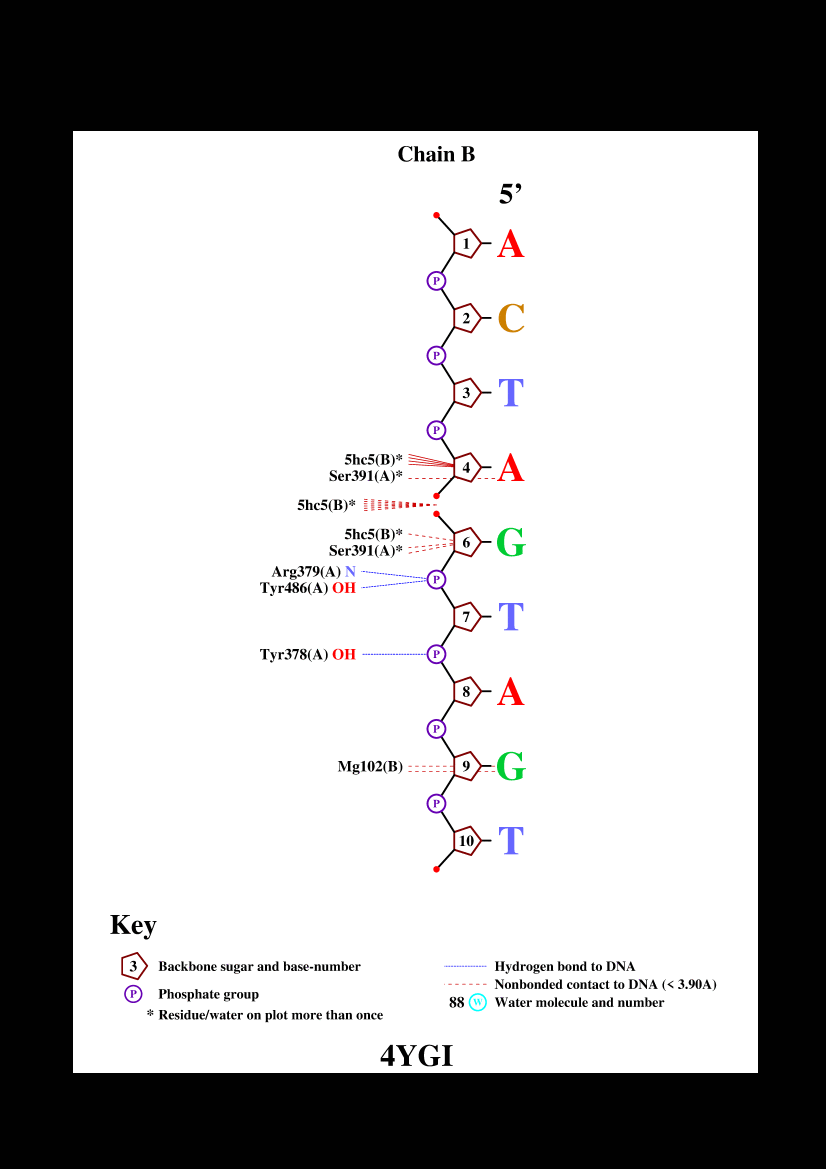 Chain B
5’
1 A
P
2 C
P
3 T
P
5hc5(B)*
4 A
Ser391(A)*
5hc5(B)*
5hc5(B)*
6 G
Ser391(A)*
Arg379(A) N
P
Tyr486(A) OH
7 T
Tyr378(A) OH P
8 A
P
Mg102(B) 9 G
P
10 T
Key
3 Backbone sugar and base-number
P Phosphate group
* Residue/water on plot more than once
Hydrogen bond to DNA
Nonbonded contact to DNA (< 3.90A)
88 W Water molecule and number
4YGI